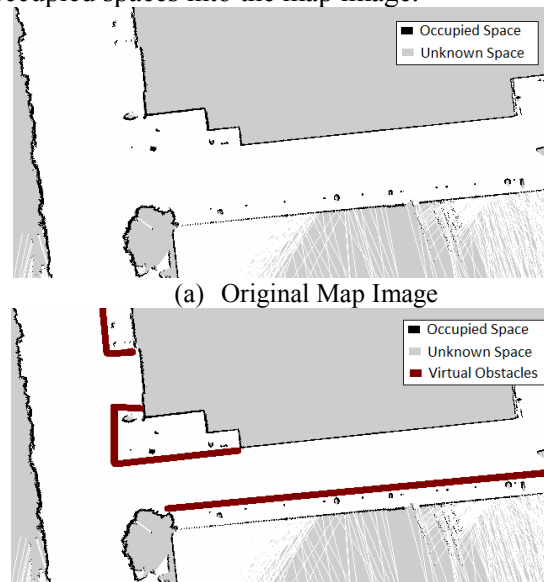 occupied spaces into the map image.
Occupied Space
Unknown Space
(a) Original Map Image
Occupied Space
Unknown Space
Virtual Obstacles